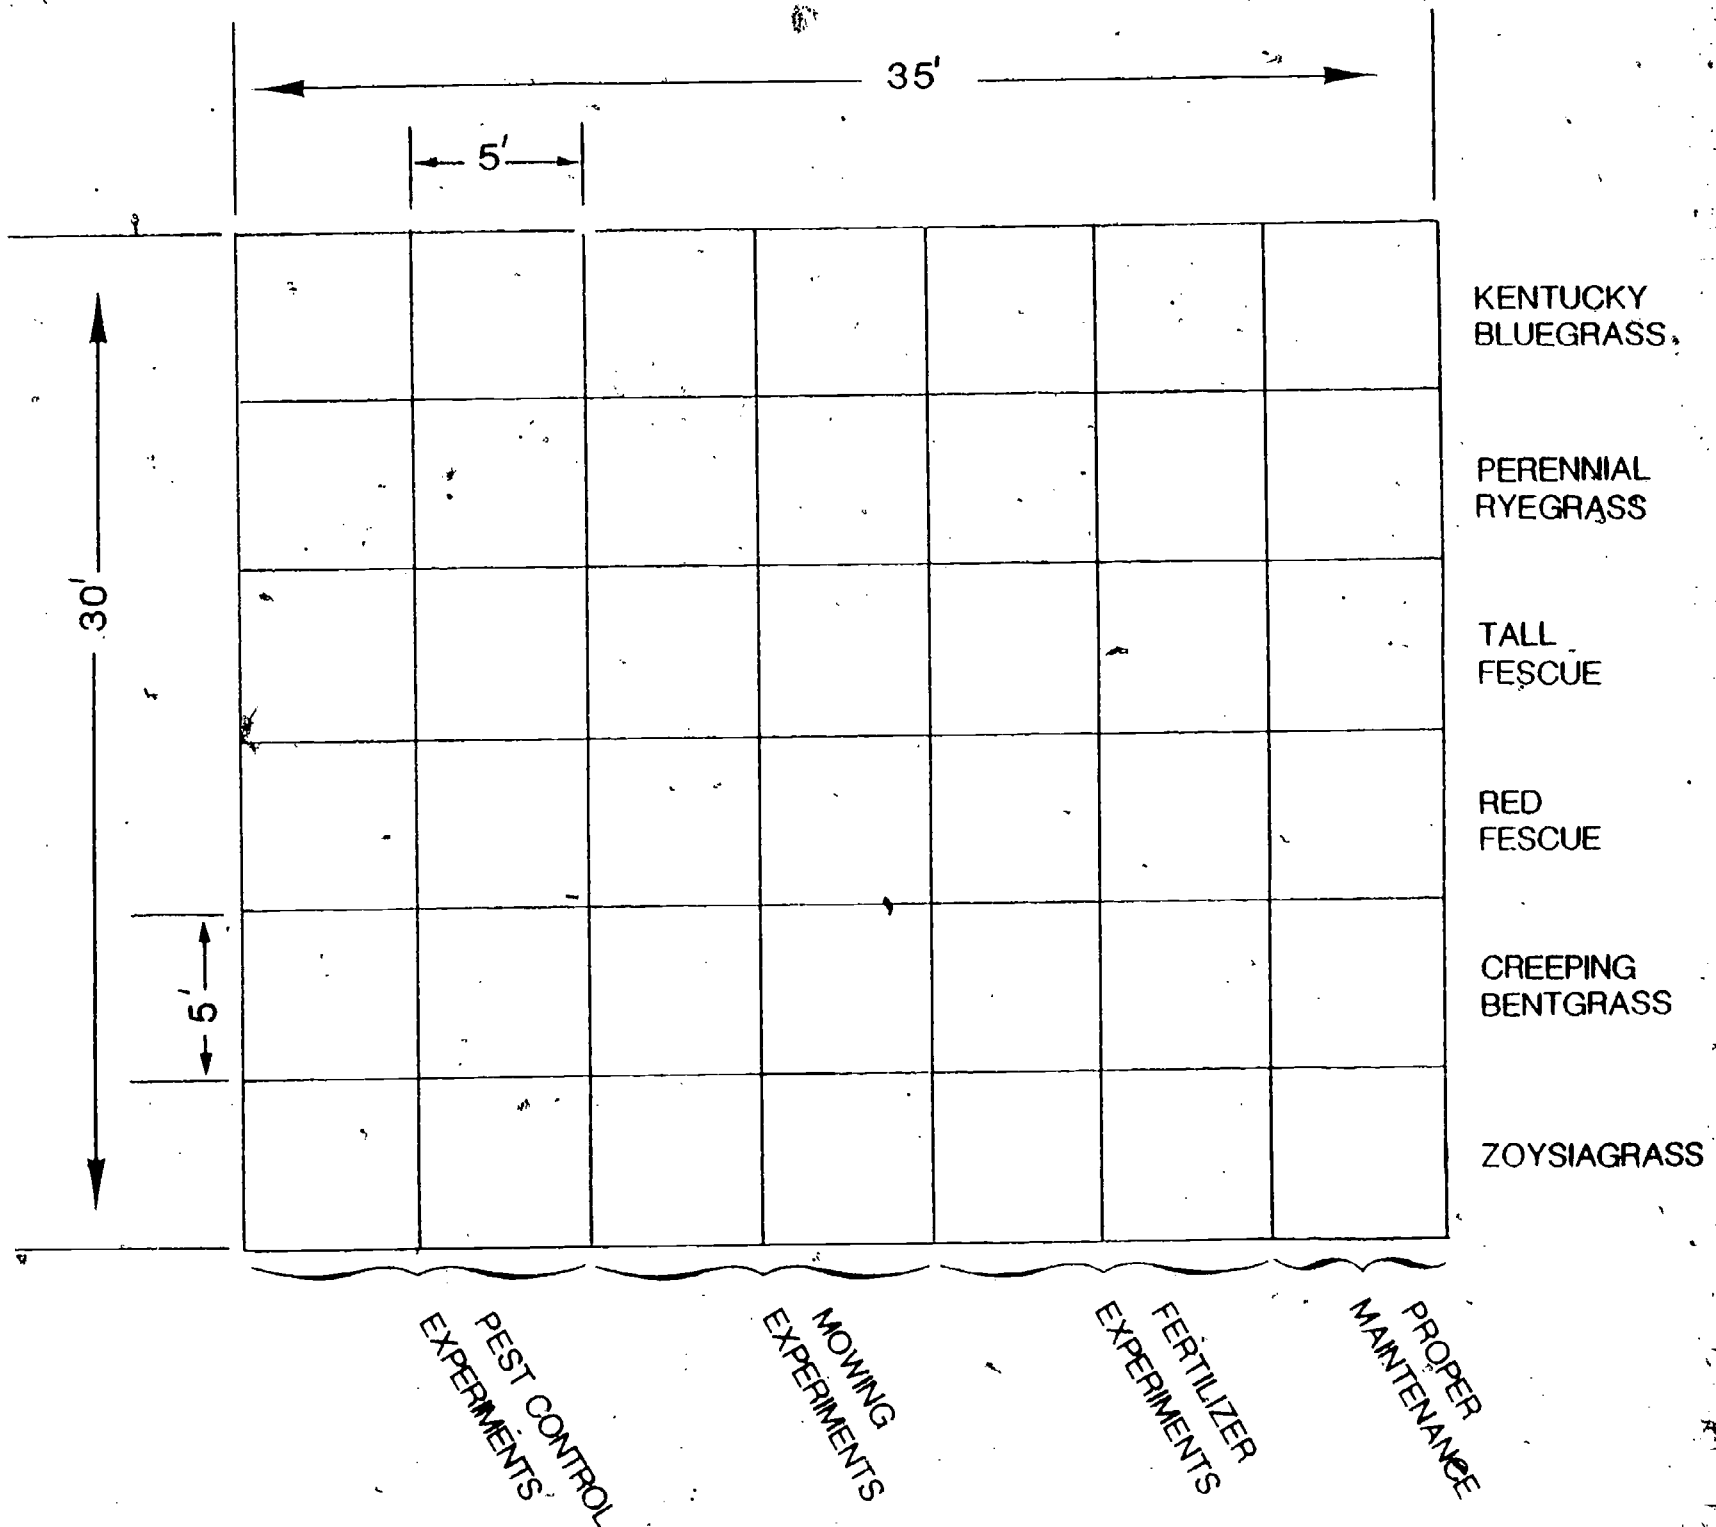 35'
5'
KENTUCKY
BLUEGRASS
PERENNIAL
RYEGRASS
30'
TALL
FESCUE
RED
FESCUE
5'
CREEPING
BENTGRASS
ZOYSIAGRASS
PEST CONTROL
EXPERIMENTS
MOWING
EXPERIMENTS
FERTILIZER
EXPERIMENTS
PROPER
MAINTENANCE